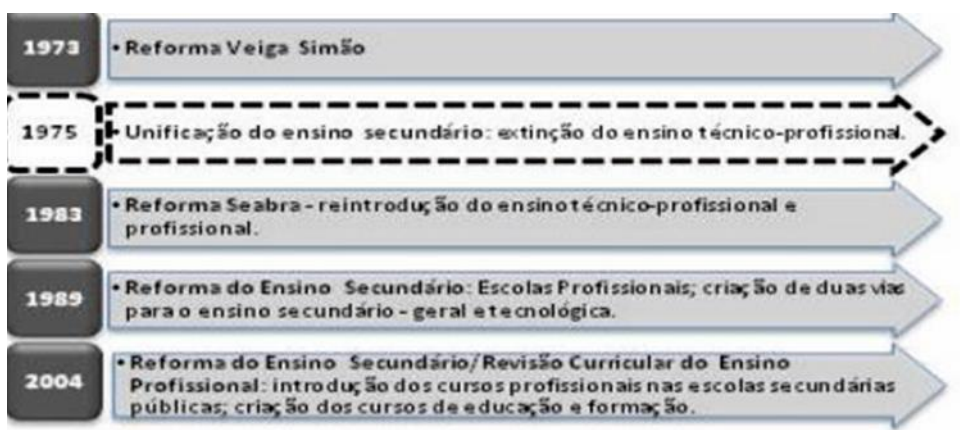 1973
• Reforma Veiga Simão
1975
• Unificação do ensino secundário: extinção do ensino técnico-profissional.
1983
• Reforma Seabra - reintrodução do ensino técnico-profissional e
profissional.
1989
• Reforma do Ensino Secundário: Escolas Profissionais; criação de duas vias
para o ensino secundário - geral e tecnológica.
2004
• Reforma do Ensino Secundário/Revisão Curricular do Ensino
Profissional: introdução dos cursos profissionais nas escolas secundárias
públicas; criação dos cursos de educação e formação.